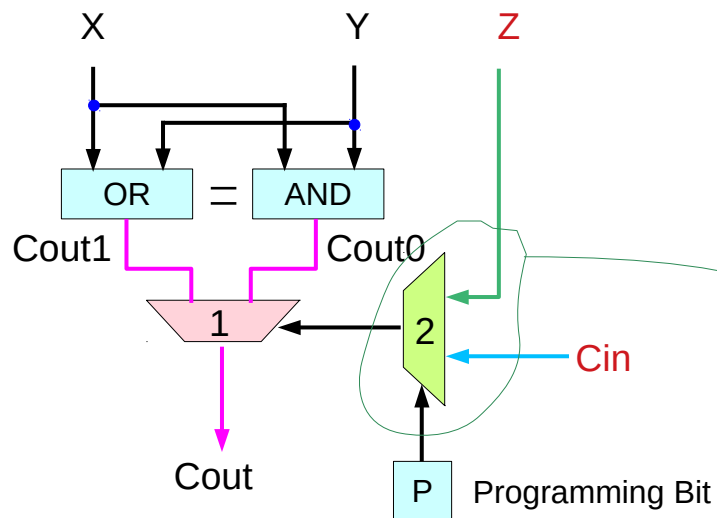 X Y Z
OR = AND
Cout1 Cout0
1 2
Cin
Cout
P Programming Bit